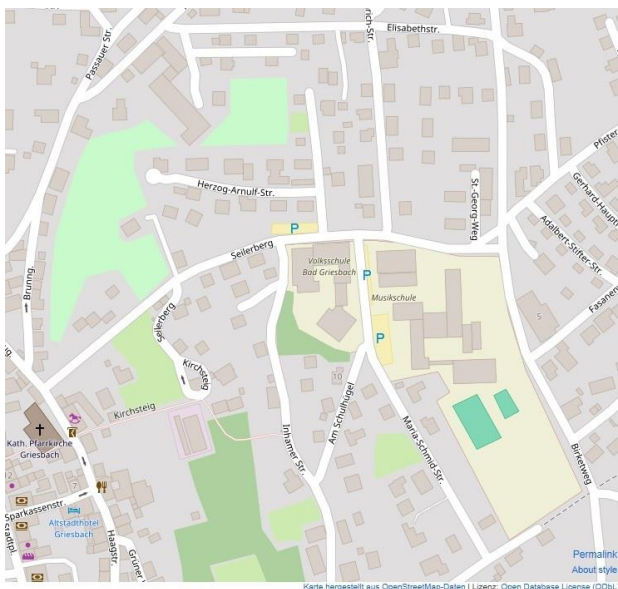 Elisabethstr.
rich-Str.
Passauer Str.
Herzog-Arnulf-Str.
St.-Georg-Weg
Pfister
Gerhard-Haupt
Adalbert-Stifter-Str.
Fasanen
P
Seilerberg
Volksschule
Bad Griesbach
P
Musikschule
Brunng.
P
5
Seilerberg
Kirchsteig
10
Kirchsteig
Am Schulhügel
Inhamer Str.
Maria-Schmid-Str.
Birketweg
Kath. Pfarrkirche
Griesbach
7
Sparkassenstr.
Altstadthotel
Griesbach
Stadtpl
Haagstr.
Grüner
Permalink
About style
Karte hergestellt aus OpenStreetMap-Daten | Lizenz: Open Database License (ODbL